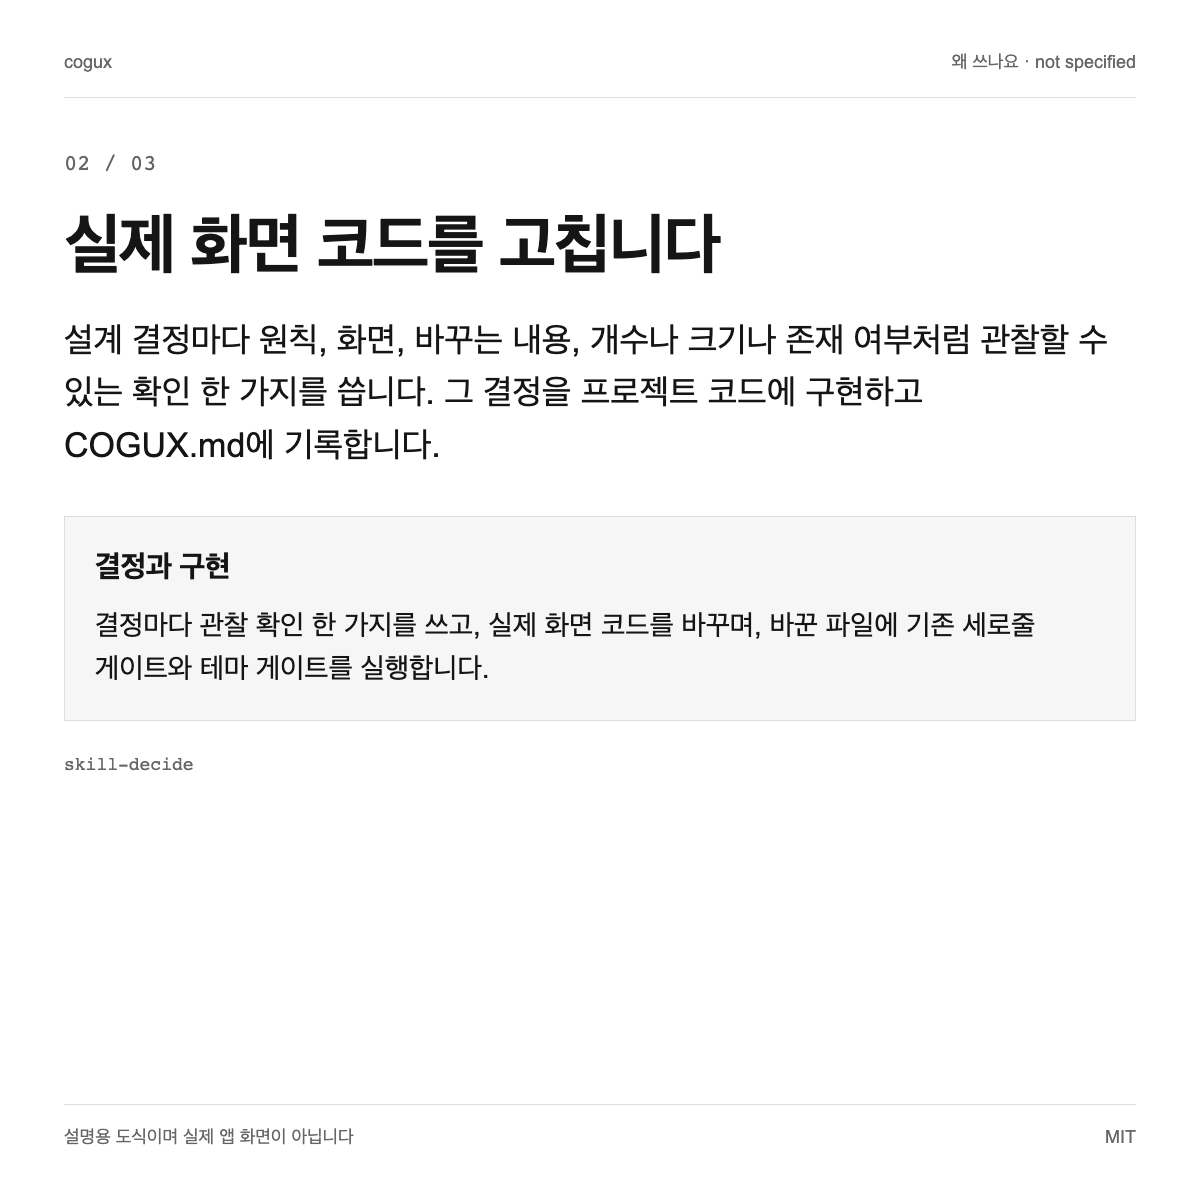 cogux
왜 쓰나요 · not specified
02 / 03
실제 화면 코드를 고칩니다
설계 결정마다 원칙, 화면, 바꾸는 내용, 개수나 크기나 존재 여부처럼 관찰할 수
있는 확인 한 가지를 씁니다. 그 결정을 프로젝트 코드에 구현하고
COGUX.md에 기록합니다.
결정과 구현
결정마다 관찰 확인 한 가지를 쓰고, 실제 화면 코드를 바꾸며, 바꾼 파일에 기존 세로줄
게이트와 테마 게이트를 실행합니다.
skill-decide
설명용 도식이며 실제 앱 화면이 아닙니다
MIT